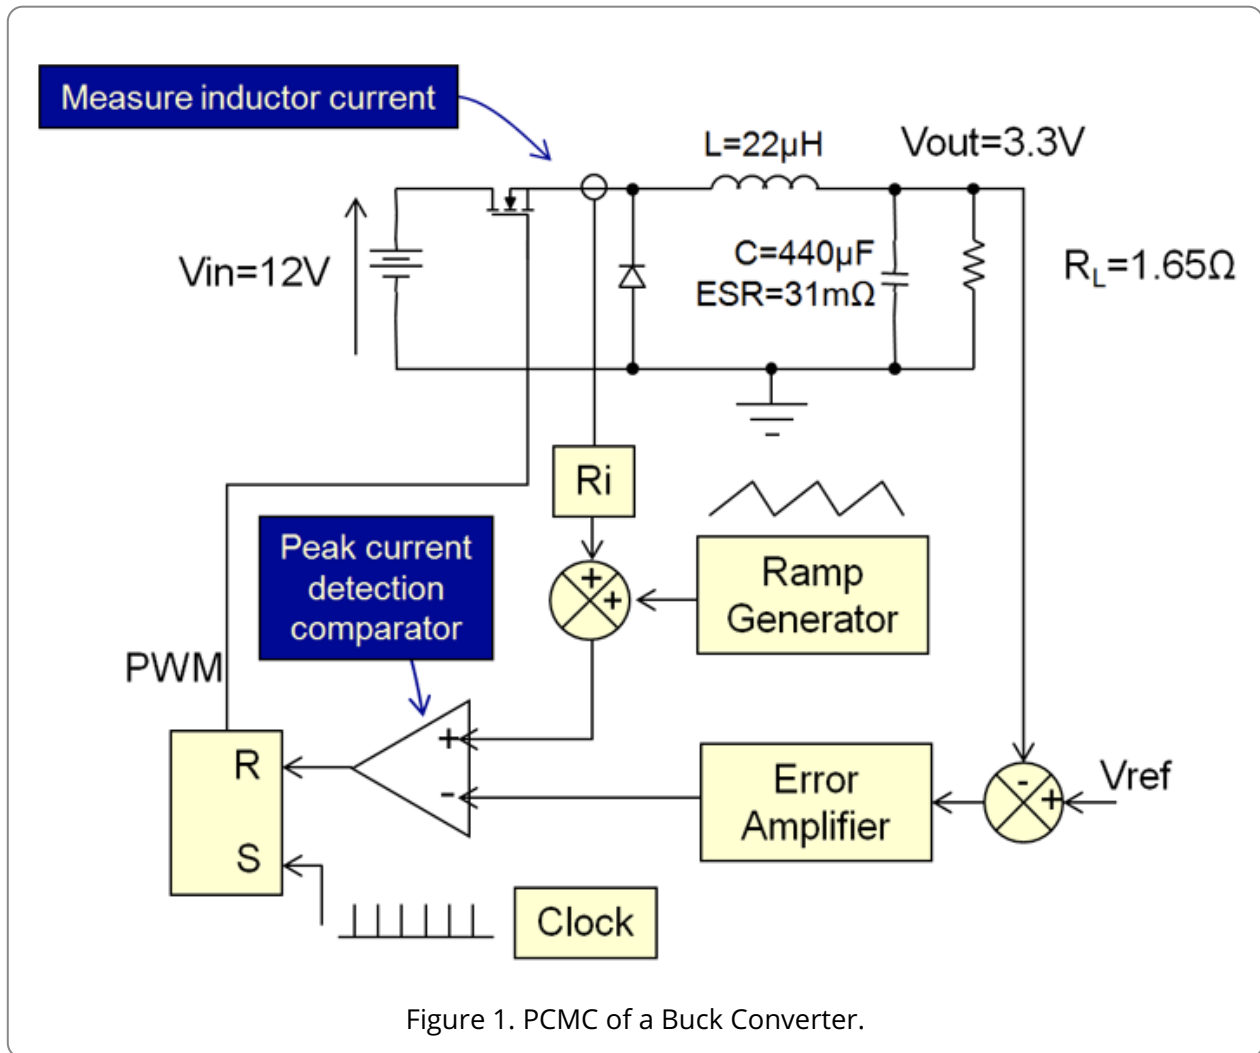 Measure inductor current
L=22µH
Vout=3.3V
Vin=12V
C=440µF
ESR=31mΩ
RL=1.65Ω
Ri
+
+
Ramp
Generator
Peak current
detection
comparator
PWM
R
S
+
-
Error
Amplifier
-
+
Vref
Clock
Figure 1. PCMC of a Buck Converter.